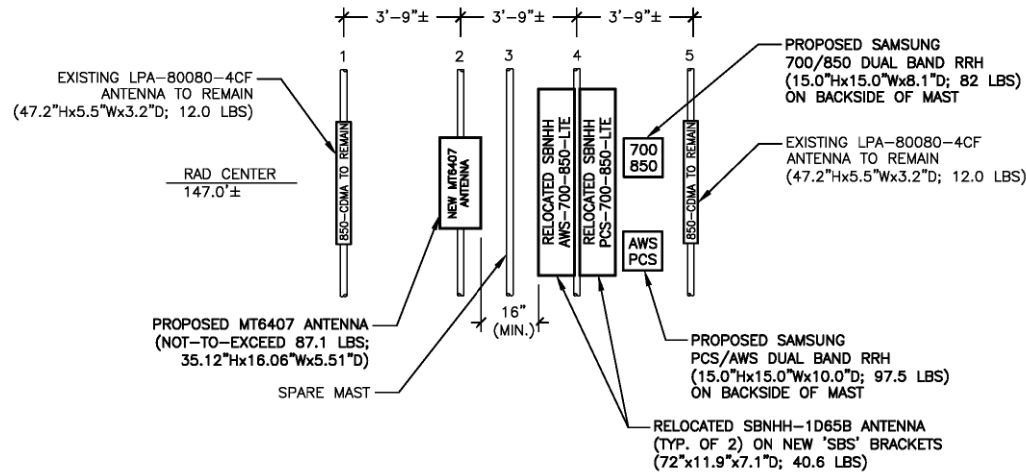 3'-9"± 3'-9"± 3'-9"±
1 2 3 4 5
EXISTING LPA-80080-4CF
ANTENNA TO REMAIN
(47.2"Hx5.5"Wx3.2"D; 12.0 LBS)
RAD CENTER
147.0'±
850-CDMA TO REMAIN
NEW MT6407
ANTENNA
RELOCATED SBNHH
AWS-700-850-LTE
RELOCATED SBNHH
PCS-700-850-LTE
700
850
AWS
PCS
850-CDMA TO REMAIN
PROPOSED SAMSUNG
700/850 DUAL BAND RRH
(15.0"Hx15.0"Wx8.1"D; 82 LBS)
ON BACKSIDE OF MAST
EXISTING LPA-80080-4CF
ANTENNA TO REMAIN
(47.2"Hx5.5"Wx3.2"D; 12.0 LBS)
16"
(MIN.)
PROPOSED MT6407 ANTENNA
(NOT-TO-EXCEED 87.1 LBS;
35.12"Hx16.06"Wx5.51"D)
SPARE MAST
PROPOSED SAMSUNG
PCS/AWS DUAL BAND RRH
(15.0"Hx15.0"Wx10.0"D; 97.5 LBS)
ON BACKSIDE OF MAST
RELOCATED SBNHH-1D65B ANTENNA
(TYP. OF 2) ON NEW 'SBS' BRACKETS
(72"x11.9"x7.1"D; 40.6 LBS)